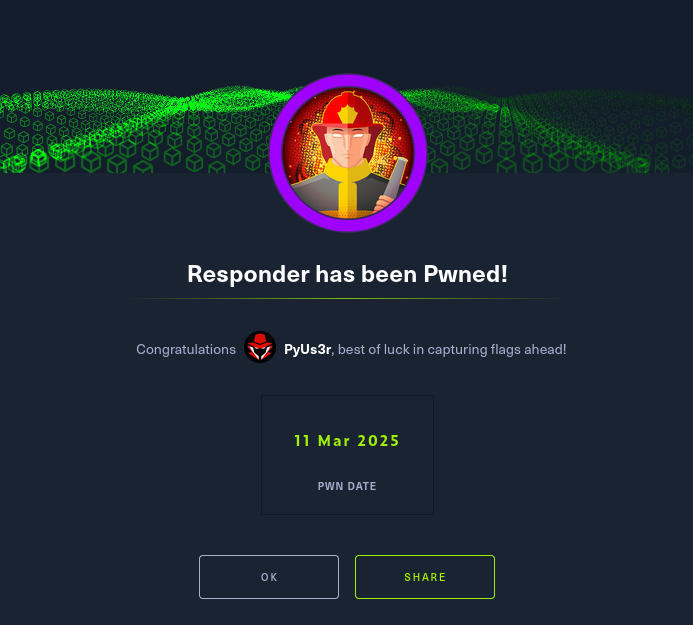 Responder has been Pwned!
Congratulations PyUs3r, best of luck in capturing flags ahead!
11 Mar 2025
PWN DATE
OK
SHARE